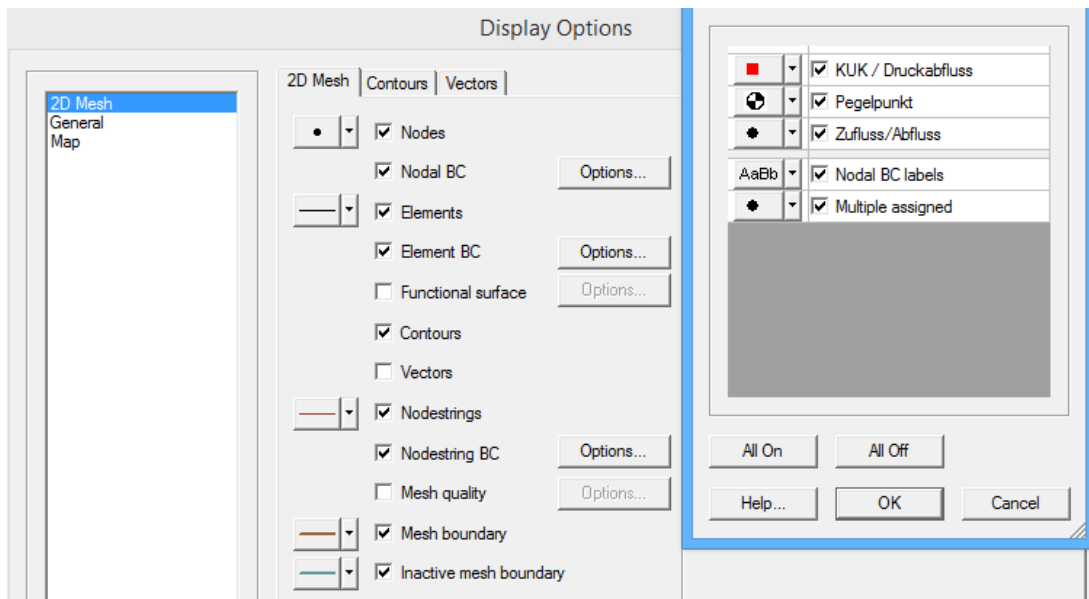 Display Options
2D Mesh
General
Map
2D Mesh
Contours
Vectors
Nodes
Nodal BC
Options...
Elements
Element BC
Options...
Functional surface
Options...
Contours
Vectors
Nodestrings
Nodestring BC
Options...
Mesh quality
Options...
Mesh boundary
Inactive mesh boundary
KUK / Druckabfluss
Pegelpunkt
Zufluss/Abfluss
AaBb
Nodal BC labels
Multiple assigned
All On
All Off
Help...
OK
Cancel